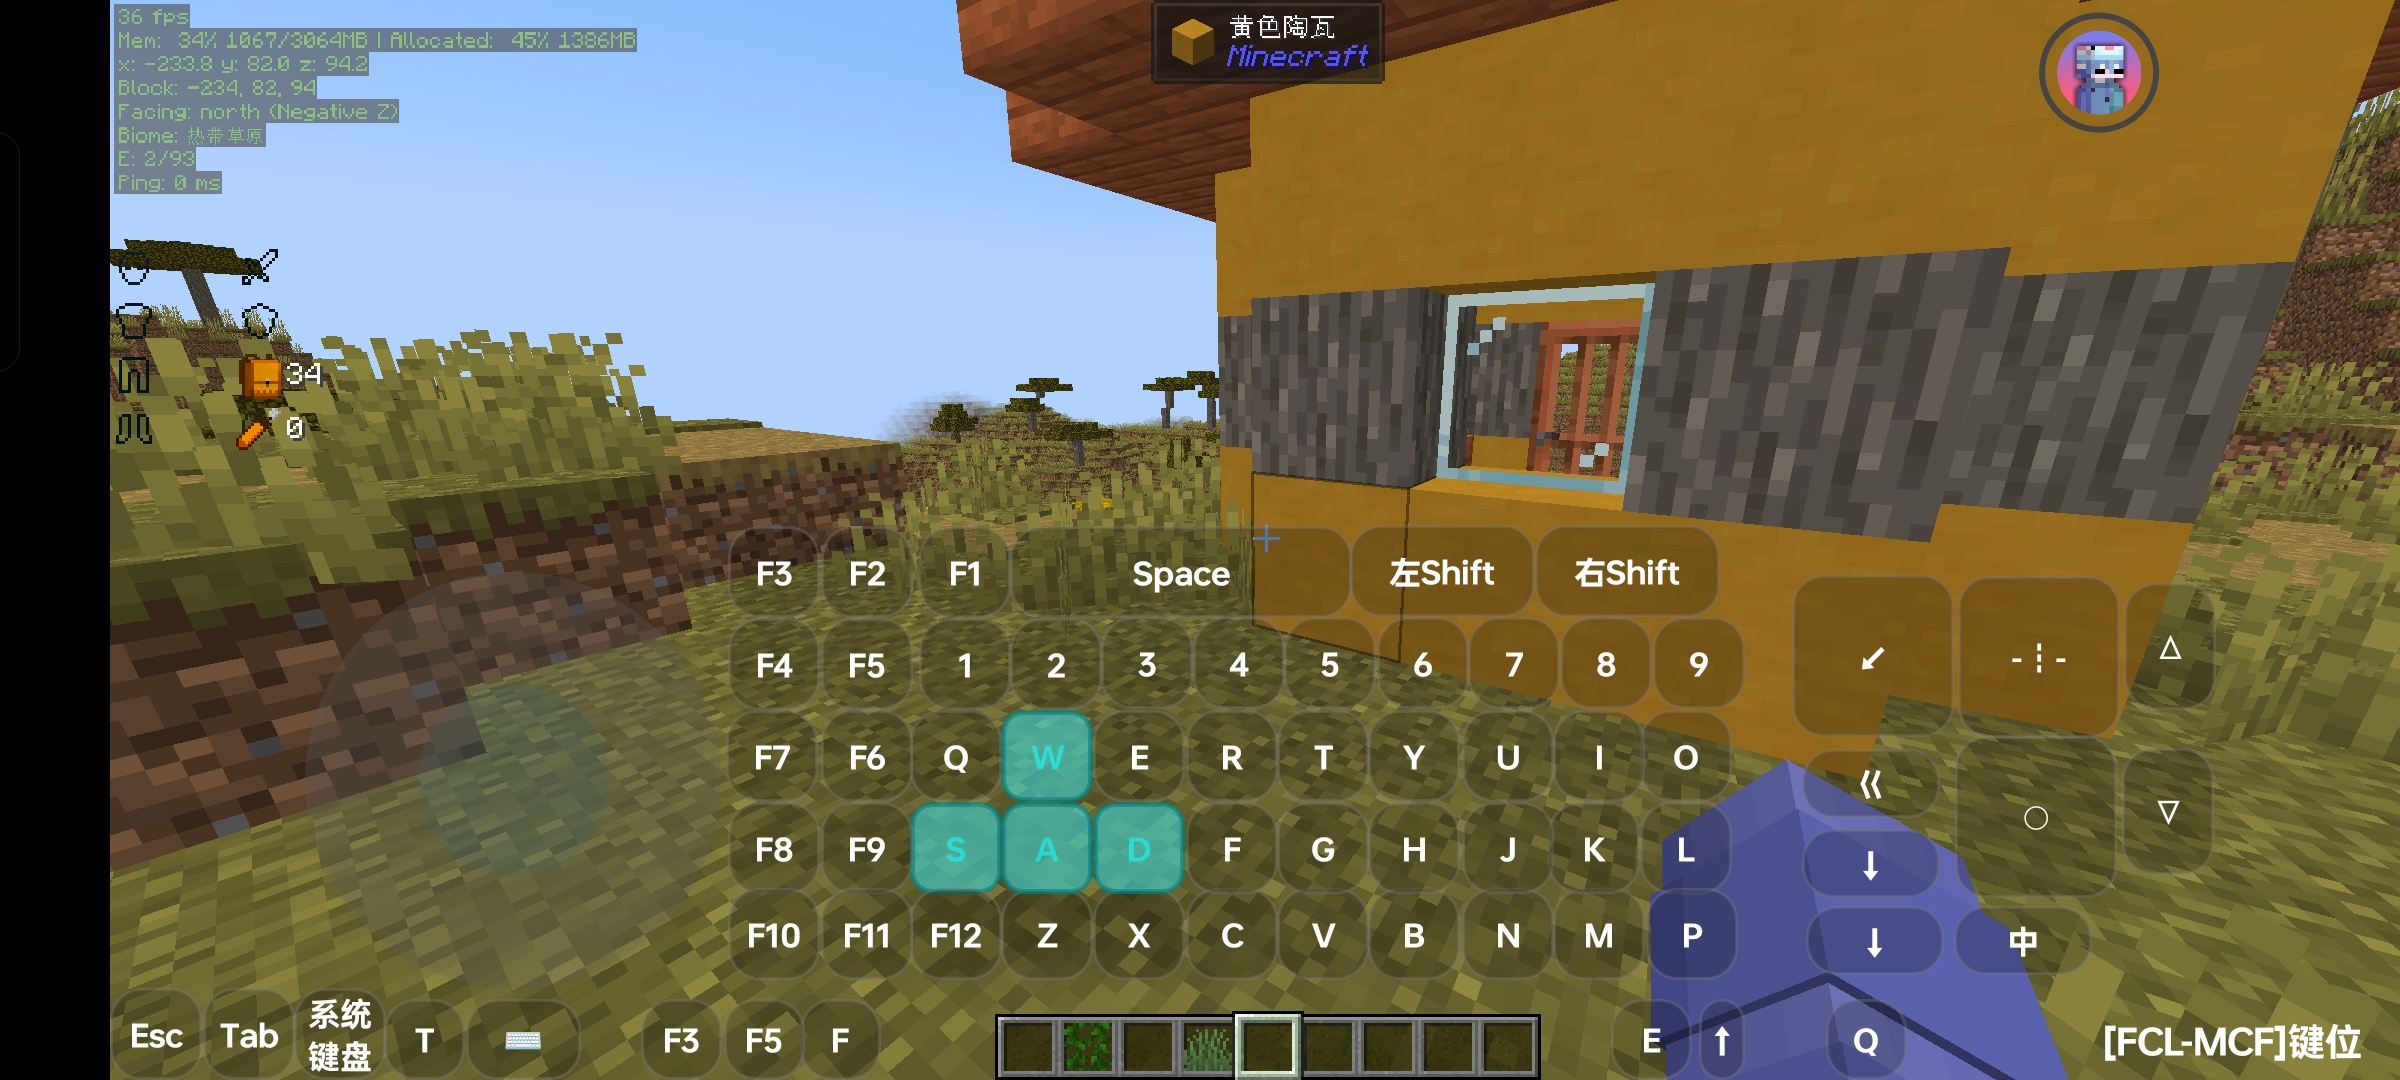 36 fps
Mem: 34% 1067/3064MB | Allocated: 45% 1386MB
x: -233.8 y: 82.0 z: 94.2
Block: -234, 82, 94
Facing: north (Negative Z)
Biome: 热带草原
E: 2/93
Ping: 0 ms
黄色陶瓦
Minecraft
34
0
F3 F2 F1 Space 左Shift 右Shift
F4 F5 1 2 3 4 5 6 7 8 9
F7 F6 Q W E R T Y U I O
F8 F9 S A D F G H J K L
F10 F11 F12 Z X C V B N M P
中
Esc Tab 系统
键盘 T F3 F5 F E Q [FCL-MCF]键位